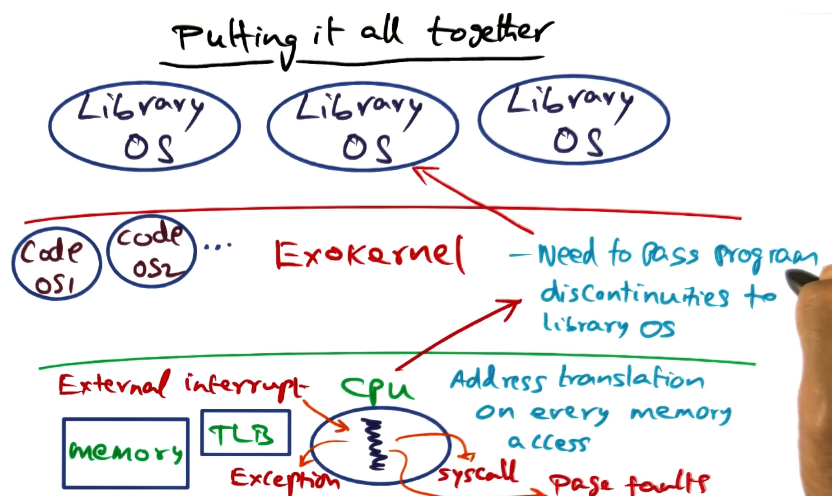 Putting it all together
Library
OS
Library
OS
Library
OS
Code
OS1
Code
OS2
...
Exokernel
- Need to pass program
discontinuities to
library OS
External interrupt
CPU
Address translation
on every memory
access
memory
TLB
Exception
syscall
page faults